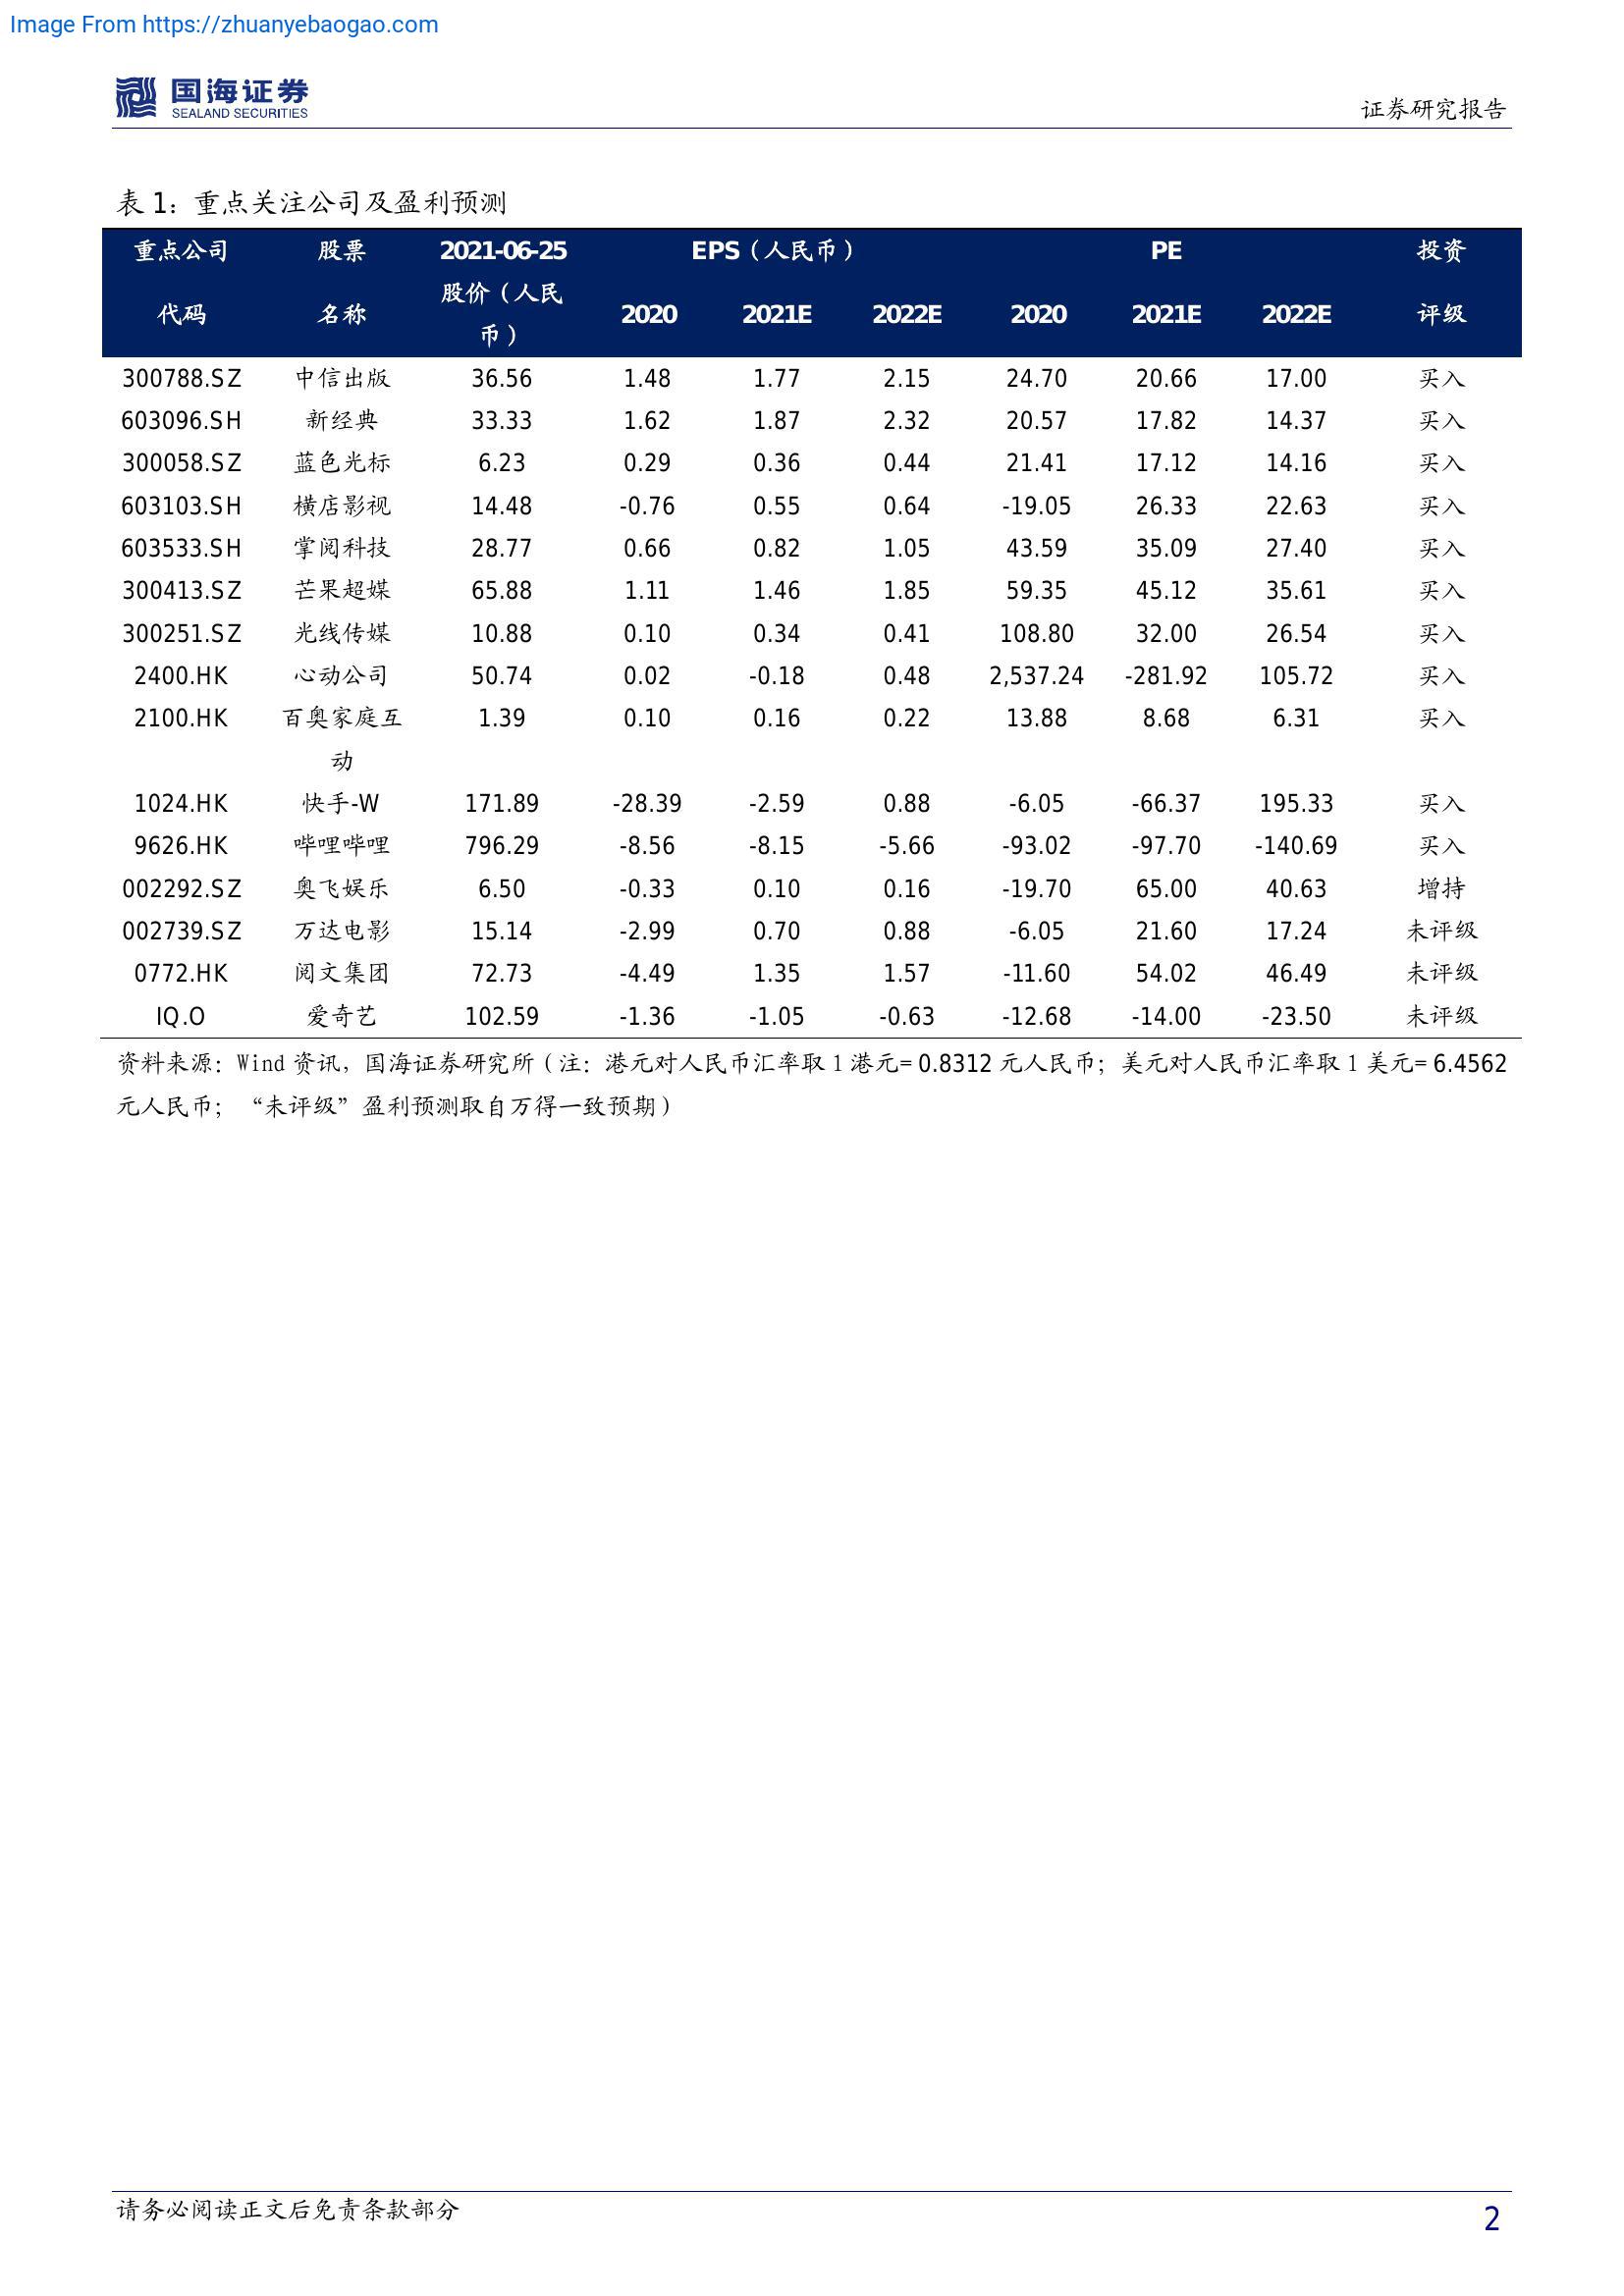 Image From https://zhuanyebaogao.com
国海证券
SEALAND SECURITIES
证券研究报告
表 1：重点关注公司及盈利预测
重点公司 股票 2021-06-25 EPS（人民币） PE 投资
代码 名称 股价（人民币） 2020 2021E 2022E 2020 2021E 2022E 评级
300788.SZ 中信出版 36.56 1.48 1.77 2.15 24.70 20.66 17.00 买入
603096.SH 新经典 33.33 1.62 1.87 2.32 20.57 17.82 14.37 买入
300058.SZ 蓝色光标 6.23 0.29 0.36 0.44 21.41 17.12 14.16 买入
603103.SH 横店影视 14.48 -0.76 0.55 0.64 -19.05 26.33 22.63 买入
603533.SH 掌阅科技 28.77 0.66 0.82 1.05 43.59 35.09 27.40 买入
300413.SZ 芒果超媒 65.88 1.11 1.46 1.85 59.35 45.12 35.61 买入
300251.SZ 光线传媒 10.88 0.10 0.34 0.41 108.80 32.00 26.54 买入
2400.HK 心动公司 50.74 0.02 -0.18 0.48 2,537.24 -281.92 105.72 买入
2100.HK 百奥家庭互 1.39 0.10 0.16 0.22 13.88 8.68 6.31 买入
动
1024.HK 快手-W 171.89 -28.39 -2.59 0.88 -6.05 -66.37 195.33 买入
9626.HK 哔哩哔哩 796.29 -8.56 -8.15 -5.66 -93.02 -97.70 -140.69 买入
002292.SZ 奥飞娱乐 6.50 -0.33 0.10 0.16 -19.70 65.00 40.63 增持
002739.SZ 万达电影 15.14 -2.99 0.70 0.88 -6.05 21.60 17.24 未评级
0772.HK 阅文集团 72.73 -4.49 1.35 1.57 -11.60 54.02 46.49 未评级
IQ.O 爱奇艺 102.59 -1.36 -1.05 -0.63 -12.68 -14.00 -23.50 未评级
资料来源：Wind 资讯，国海证券研究所（注：港元对人民币汇率取 1 港元= 0.8312 元人民币；美元对人民币汇率取 1 美元= 6.4562
元人民币；“未评级”盈利预测取自万得一致预期）
请务必阅读正文后免责条款部分
2